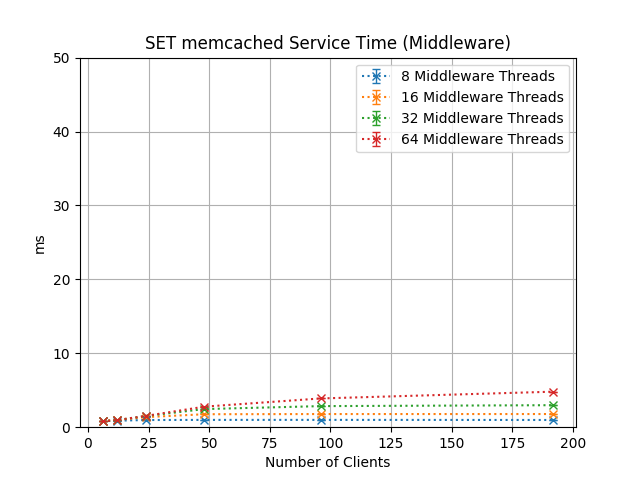 SET memcached Service Time (Middleware)
50
40
30
20
10
0
ms
8 Middleware Threads
16 Middleware Threads
32 Middleware Threads
64 Middleware Threads
0 25 50 75 100 125 150 175 200
Number of Clients